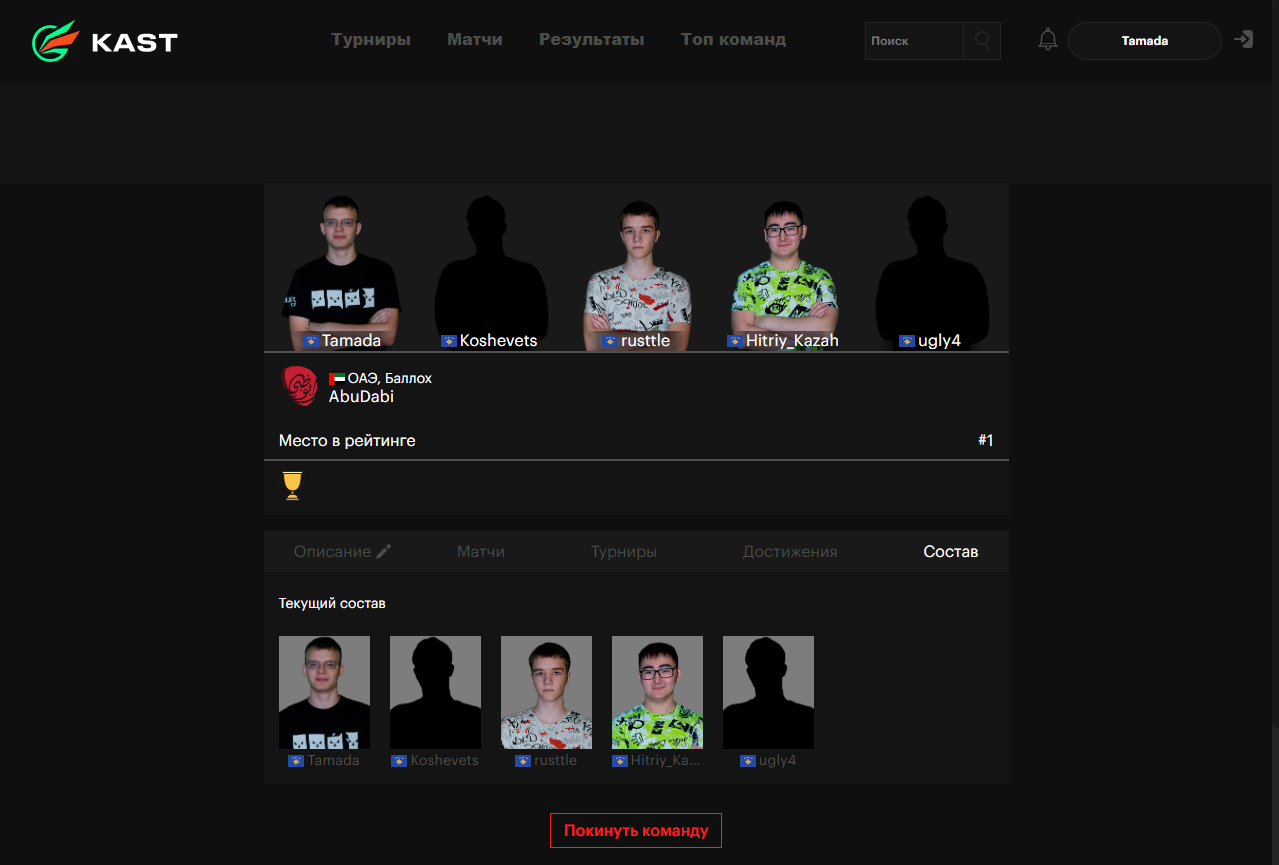 KAST
Турниры Матчи Результаты Топ команд
Поиск
Tamada
Tamada Koshevets rusttle Hitriy_Kazah ugly4
ОАЭ, Баллох
AbuDabi
Место в рейтинге #1
Описание Матчи Турниры Достижения Состав
Текущий состав
Tamada Koshevets rusttle Hitriy_Ka... ugly4
Покинуть команду